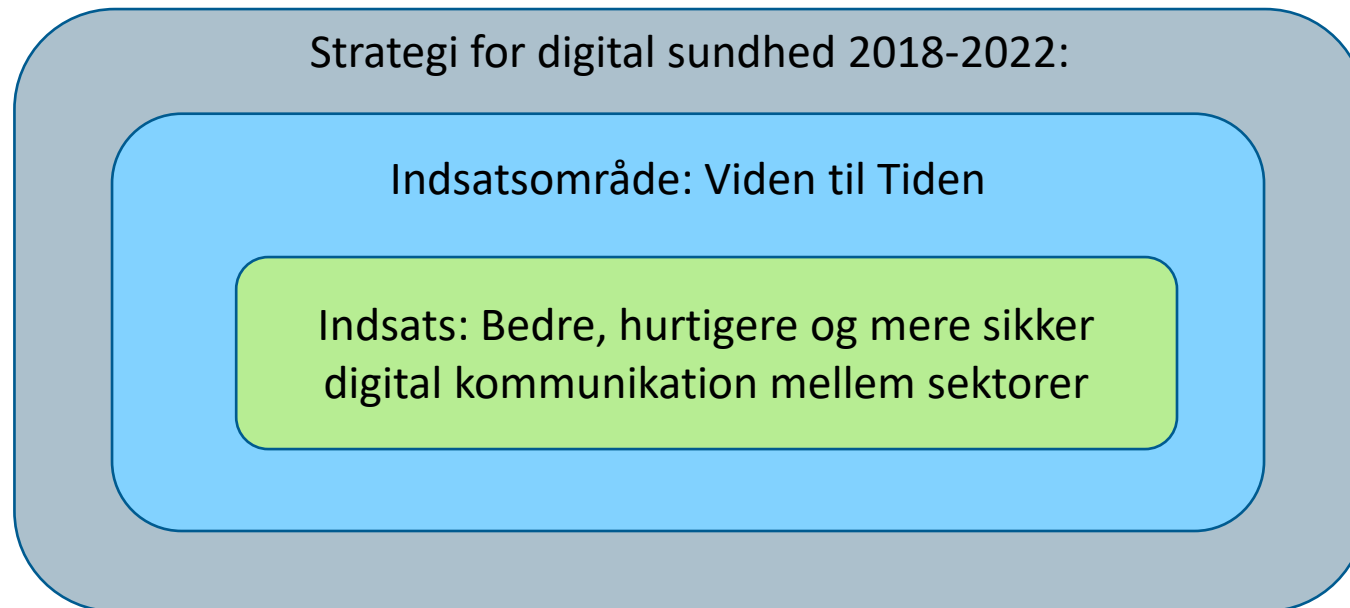 Strategi for digital sundhed 2018-2022:
Indsatsområde: Viden til Tiden
Indsats: Bedre, hurtigere og mere sikker
digital kommunikation mellem sektorer